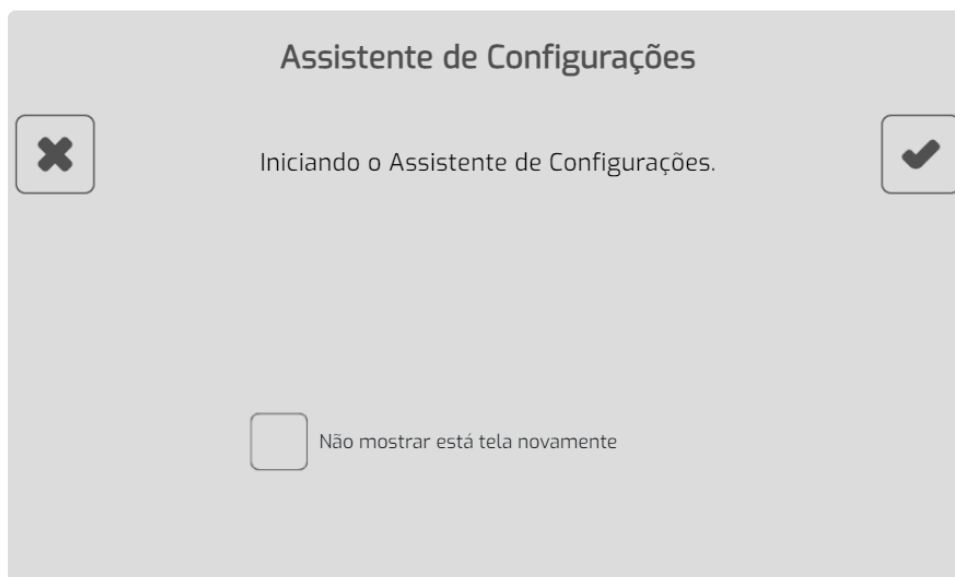 Assistente de Configurações
Iniciando o Assistente de Configurações.
Não mostrar está tela novamente